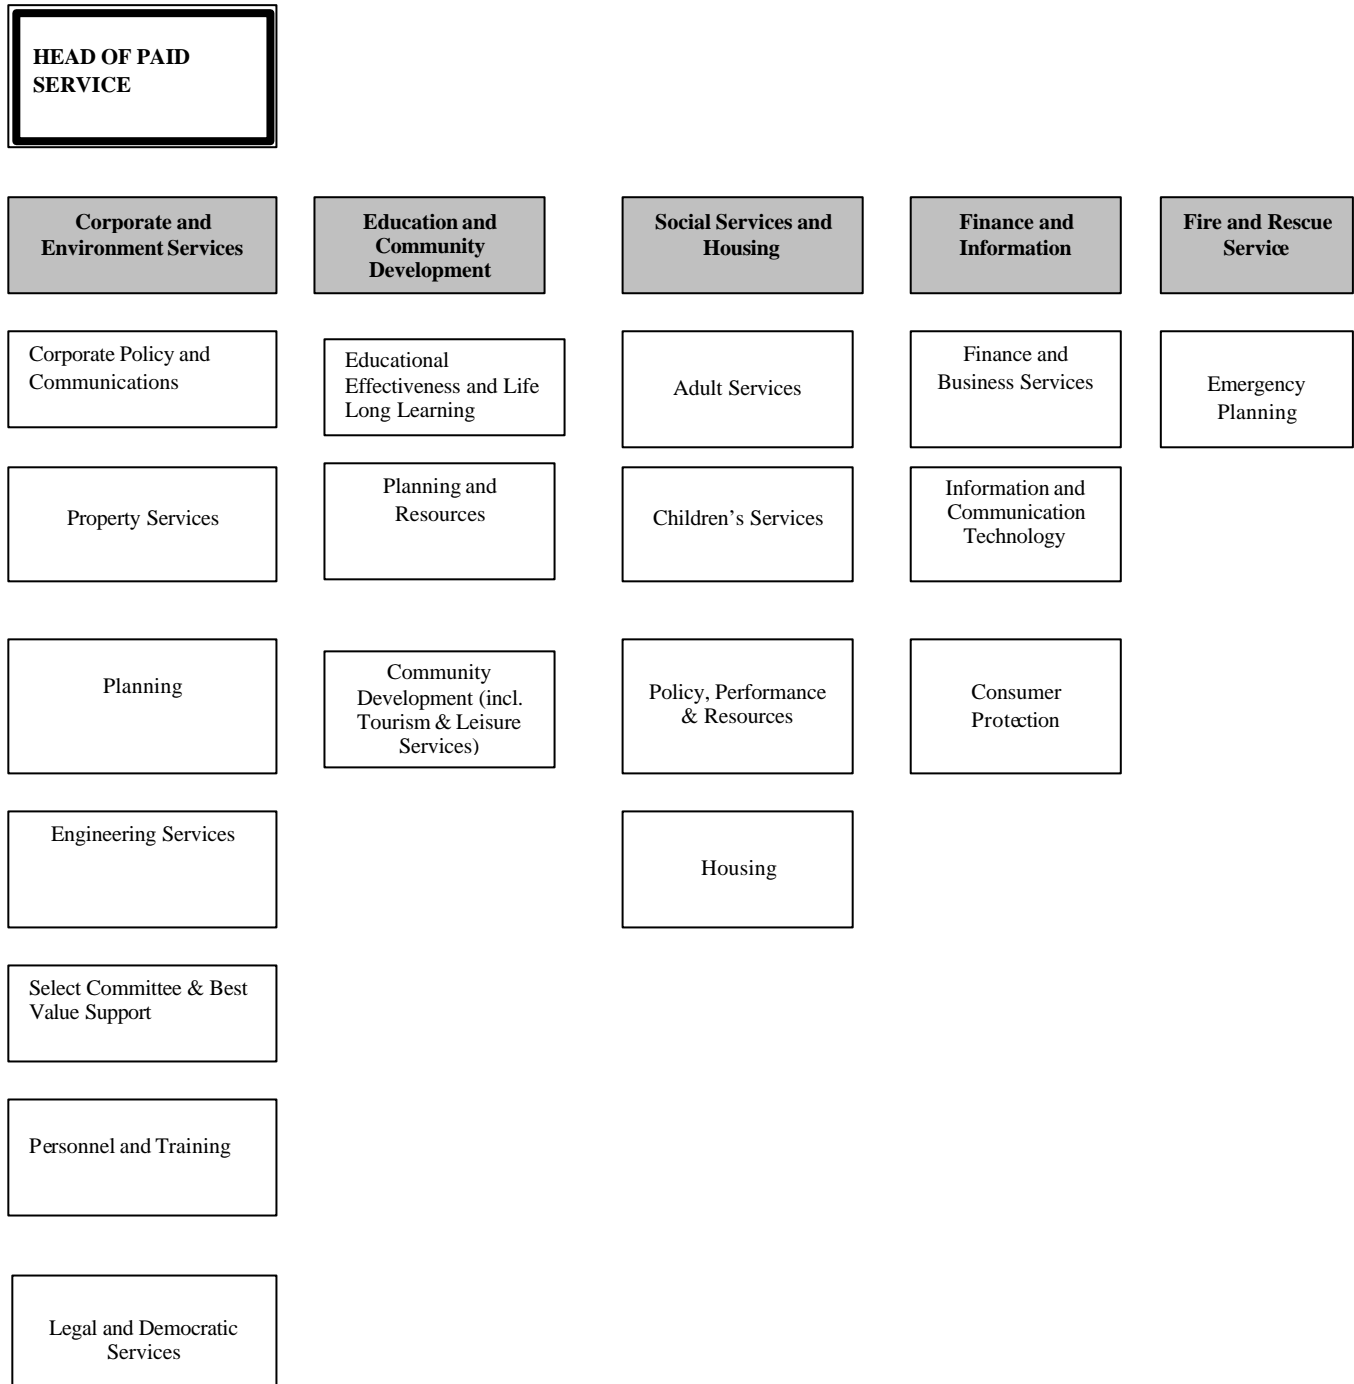 HEAD OF PAID
SERVICE
Corporate and
Environment Services
Education and
Community
Development
Social Services and
Housing
Finance and
Information
Fire and Rescue
Service
Corporate Policy and
Communications
Educational
Effectiveness and Life
Long Learning
Adult Services
Finance and
Business Services
Emergency
Planning
Property Services
Planning and
Resources
Children’s Services
Information and
Communication
Technology
Planning
Community
Development (incl.
Tourism & Leisure
Services)
Policy, Performance
& Resources
Consumer
Protection
Engineering Services
Housing
Select Committee & Best
Value Support
Personnel and Training
Legal and Democratic
Services